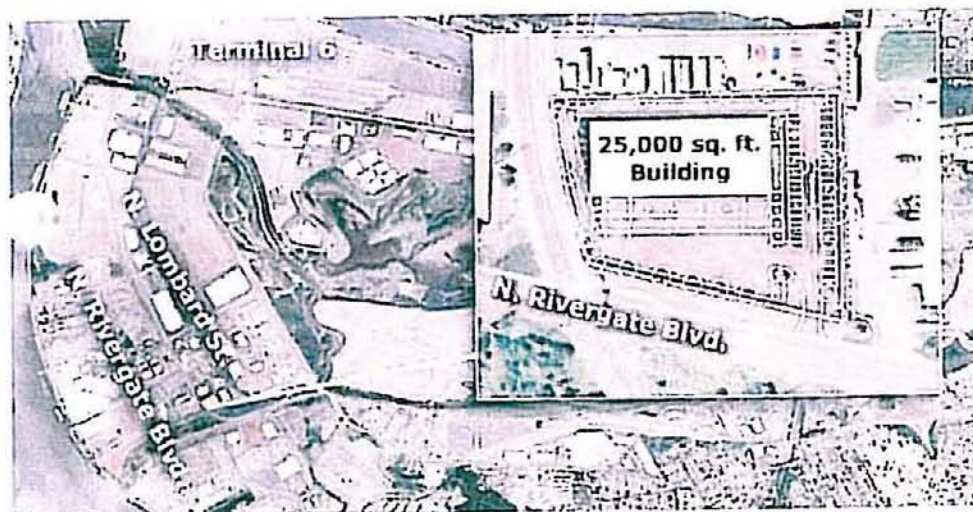 Terminal 6
25,000 sq. ft.
Building
N. Lombard St.
N. Rivergate Blvd.
N. Rivergate Blvd.